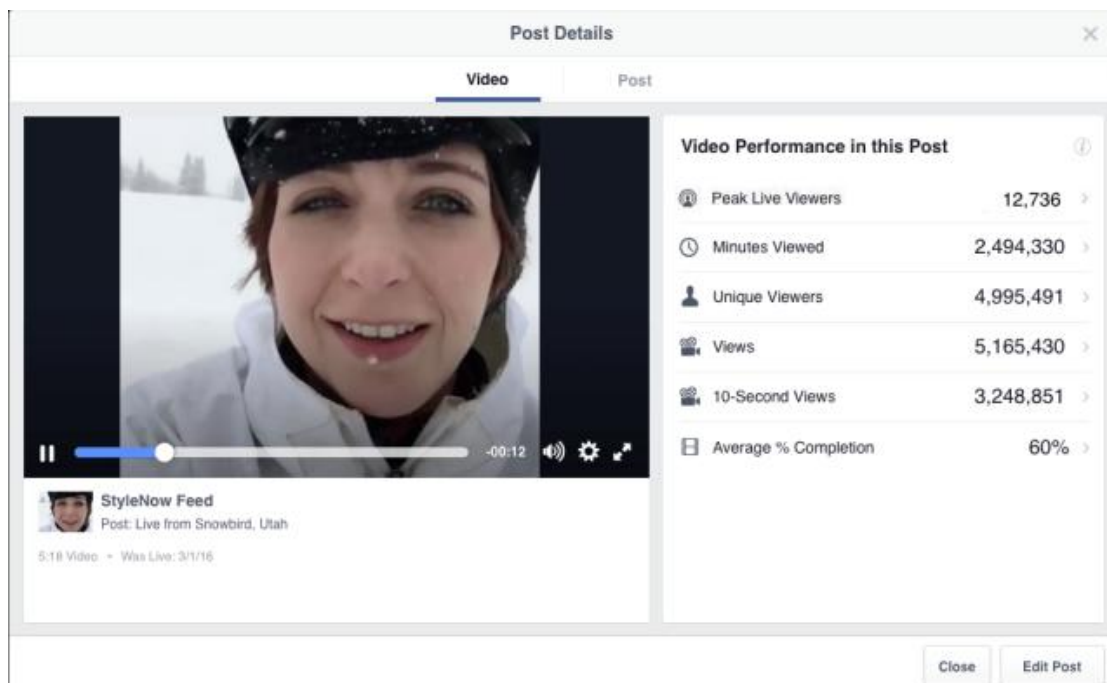 Post Details
Video Post
Video Performance in this Post
Peak Live Viewers 12,736
Minutes Viewed 2,494,330
Unique Viewers 4,995,491
Views 5,165,430
10-Second Views 3,248,851
Average % Completion 60%
-00:12
StyleNow Feed
Post: Live from Snowbird, Utah
5:18 Video • Was Live: 3/1/16
Close Edit Post